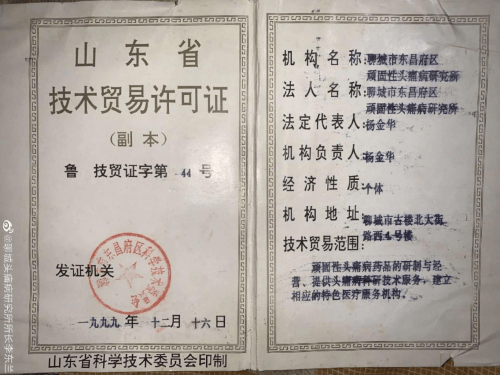 山东省
技术贸易许可证
(副本)
鲁 技贸证字第 44 号
发证机关
一九九九 年 十二月 十六日
山东省科学技术委员会印制
机构名称:聊城市东昌府区
顽固性头痛病研究所
法人名称:聊城市东昌府区
顽固性头痛病研究所
法定代表人:杨金华
机构负责人:杨金华
经济性质:个体
机构地址:聊城市古楼北大街
路西4号楼
技术贸易范围:
顽固性头痛病药品的研制与经
营、提供头痛病科研技术服务、建立
相应的特色医疗服务机构。